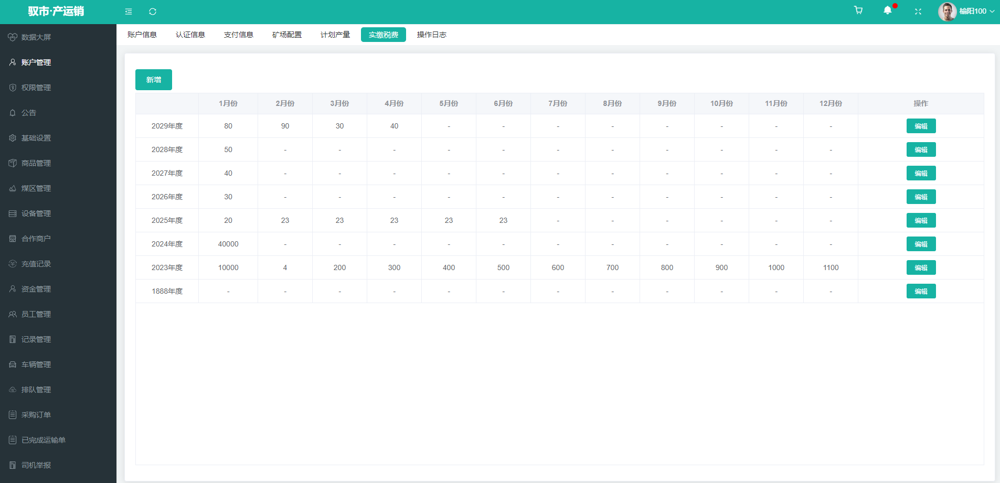 驭市·产运销
榆阳100
数据大屏
账户管理
权限管理
公告
基础设置
商品管理
煤区管理
设备管理
合作商户
充值记录
资金管理
员工管理
记录管理
车辆管理
排队管理
采购订单
已完成运输单
司机举报
账户信息 认证信息 支付信息 矿场配置 计划产量 实缴税费 操作日志
新增
1月份 2月份 3月份 4月份 5月份 6月份 7月份 8月份 9月份 10月份 11月份 12月份 操作
2029年度 80 90 30 40 - - - - - - - - 编辑
2028年度 50 - - - - - - - - - - - 编辑
2027年度 40 - - - - - - - - - - - 编辑
2026年度 30 - - - - - - - - - - - 编辑
2025年度 20 23 23 23 23 23 - - - - - - 编辑
2024年度 40000 - - - - - - - - - - - 编辑
2023年度 10000 4 200 300 400 500 600 700 800 900 1000 1100 编辑
1888年度 - - - - - - - - - - - - 编辑